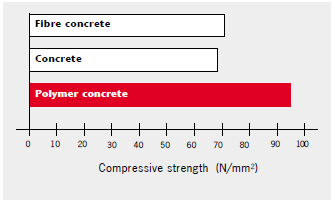 Fibre concrete
Concrete
Polymer concrete
0 10 20 30 40 50 60 70 80 90 100
Compressive strength (N/mm²)